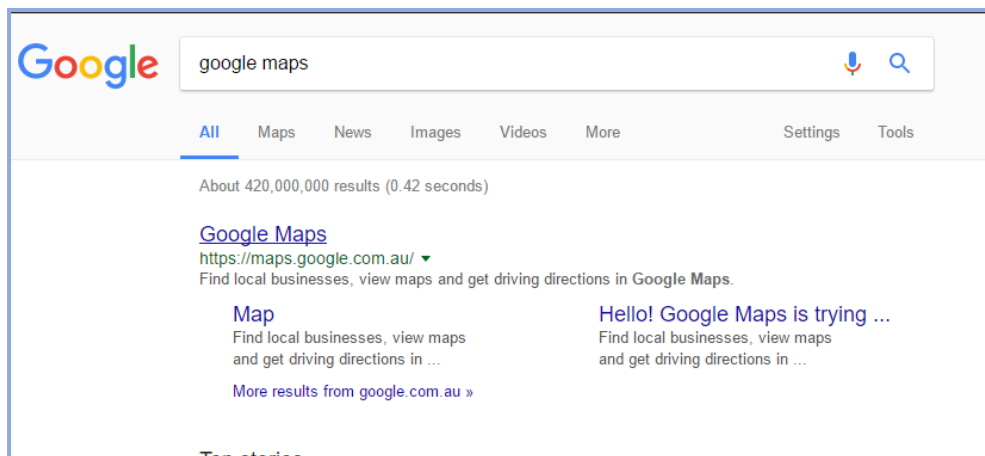 Google
google maps
All Maps News Images Videos More Settings Tools
About 420,000,000 results (0.42 seconds)
Google Maps
https://maps.google.com.au/
Find local businesses, view maps and get driving directions in Google Maps.
Map
Find local businesses, view maps
and get driving directions in ...
Hello! Google Maps is trying ...
Find local businesses, view maps
and get driving directions in ...
More results from google.com.au »
Top stories